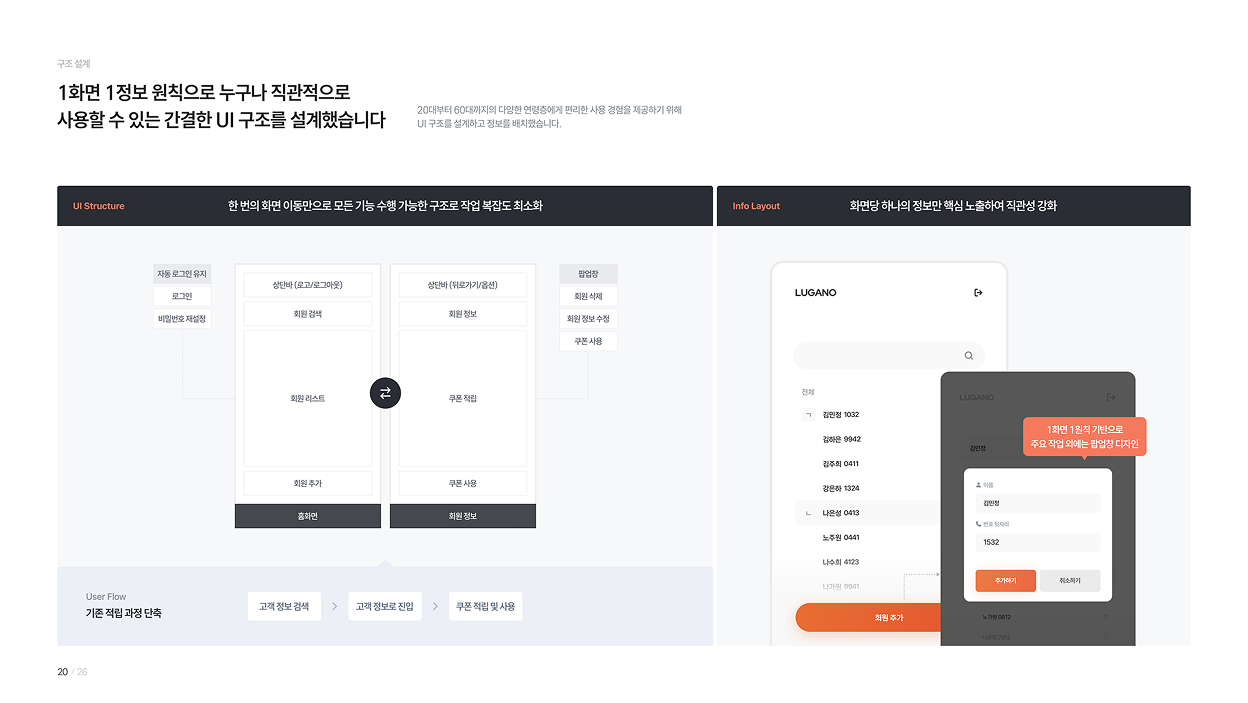 구조 설계
1화면 1정보 원칙으로 누구나 직관적으로
사용할 수 있는 간결한 UI 구조를 설계했습니다
20대부터 60대까지의 다양한 연령층에게 편리한 사용 경험을 제공하기 위해
UI 구조를 설계하고 정보를 배치했습니다.
UI Structure
한 번의 화면 이동만으로 모든 기능 수행 가능한 구조로 작업 복잡도 최소화
자동 로그인 유지
로그인
비밀번호 재설정
상단바 (로고/로그아웃)
회원 검색
회원 리스트
회원 추가
홈화면
상단바 (뒤로가기/옵션)
회원 정보
쿠폰 적립
쿠폰 사용
회원 정보
팝업창
회원 삭제
회원 정보 수정
쿠폰 사용
User Flow
기존 적립 과정 단축
고객 정보 검색
고객 정보로 진입
쿠폰 적립 및 사용
Info Layout
화면당 하나의 정보만 핵심 노출하여 직관성 강화
LUGANO
전체
ㄱ 김민정 1032
김하은 9942
김주희 0411
강은하 1324
ㄴ 나은성 0413
노주원 0441
나수희 4123
나가원 9941
회원 추가
LUGANO
1화면 1원칙 기반으로
주요 작업 외에는 팝업창 디자인
김민정
이름
김민정
번호 뒷자리
1532
추가하기
취소하기
노가원 0812
20 / 26